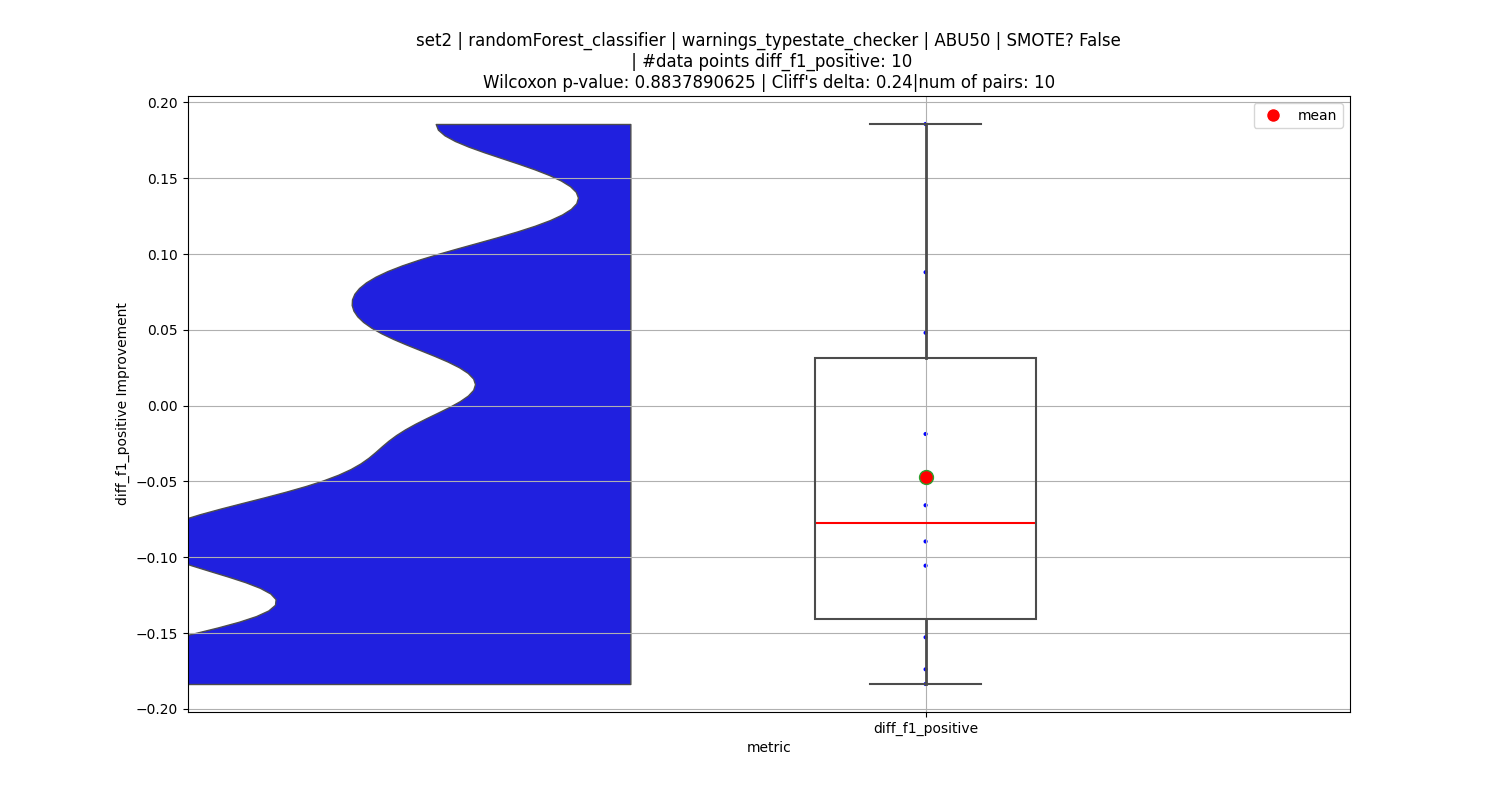 set2 | randomForest_classifier | warnings_typestate_checker | ABU50 | SMOTE? False
| #data points diff_f1_positive: 10
Wilcoxon p-value: 0.8837890625 | Cliff's delta: 0.24|num of pairs: 10
mean
diff_f1_positive Improvement
0.20
0.15
0.10
0.05
0.00
−0.05
−0.10
−0.15
−0.20
diff_f1_positive
metric